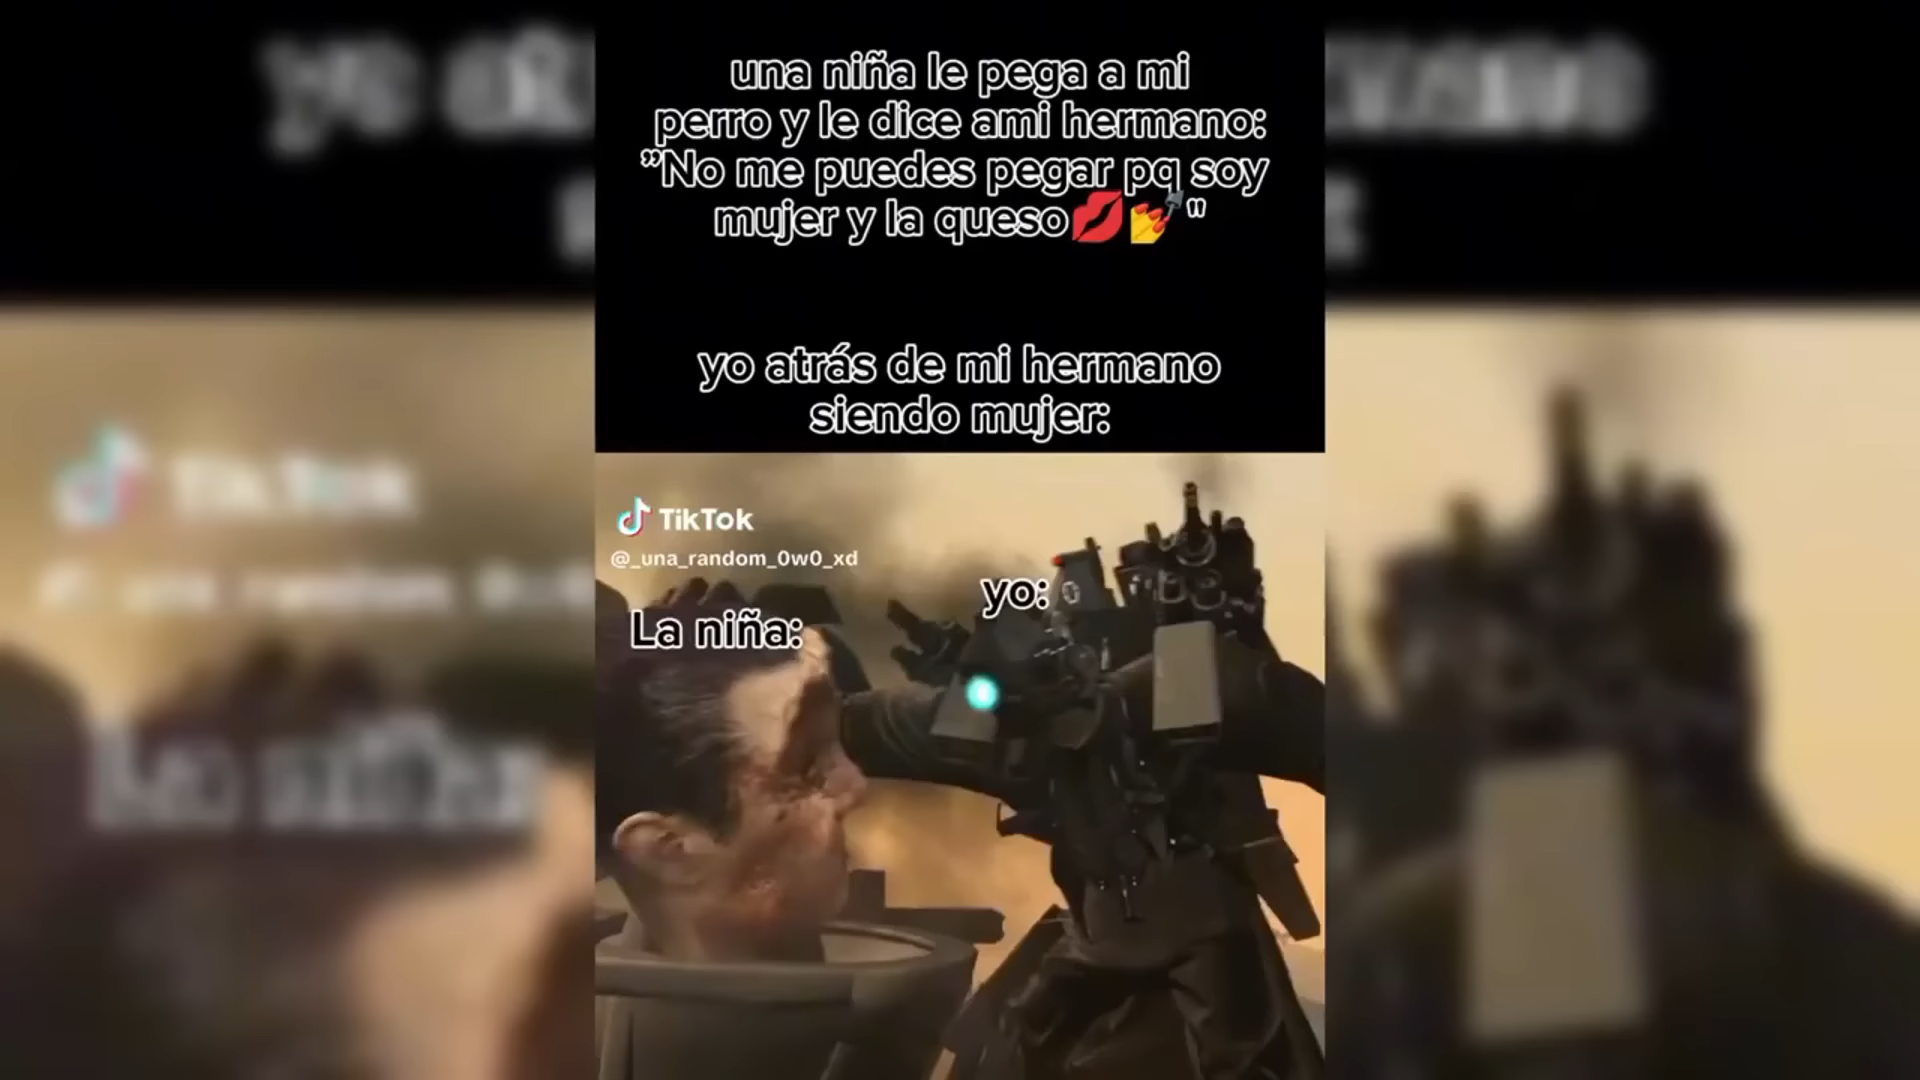 una niña le pega a mi
perro y le dice ami hermano:
”No me puedes pegar pq soy
mujer y la queso💋💅"
yo atrás de mi hermano
siendo mujer:
TikTok
@_una_random_0w0_xd
yo:
La niña: